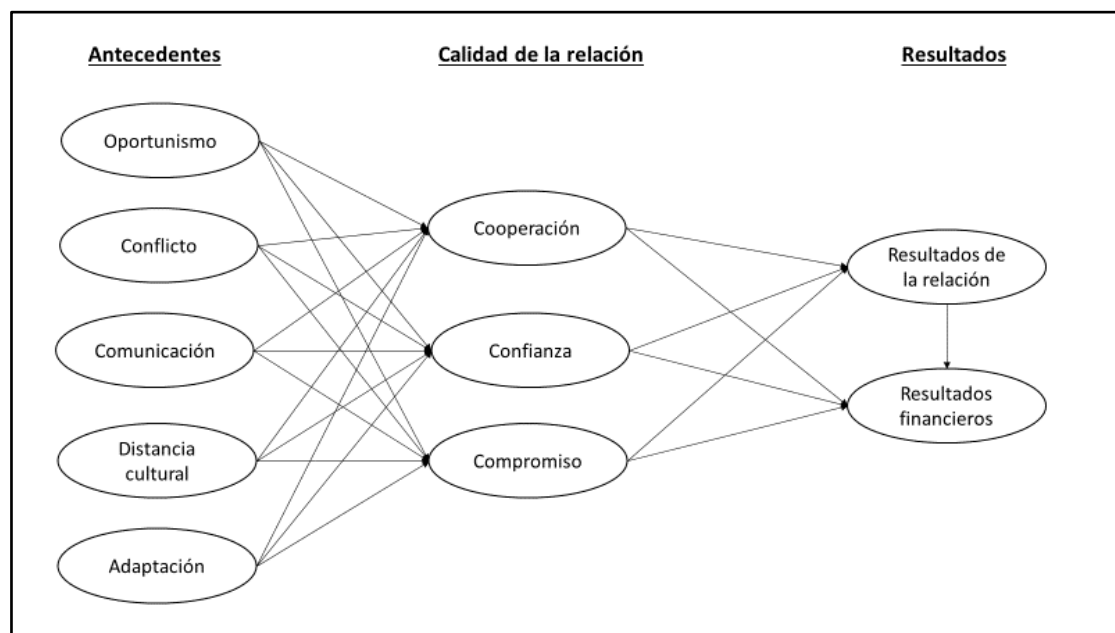 Antecedentes
Calidad de la relación
Resultados
Oportunismo
Conflicto
Comunicación
Distancia
cultural
Adaptación
Cooperación
Confianza
Compromiso
Resultados de
la relación
Resultados
financieros